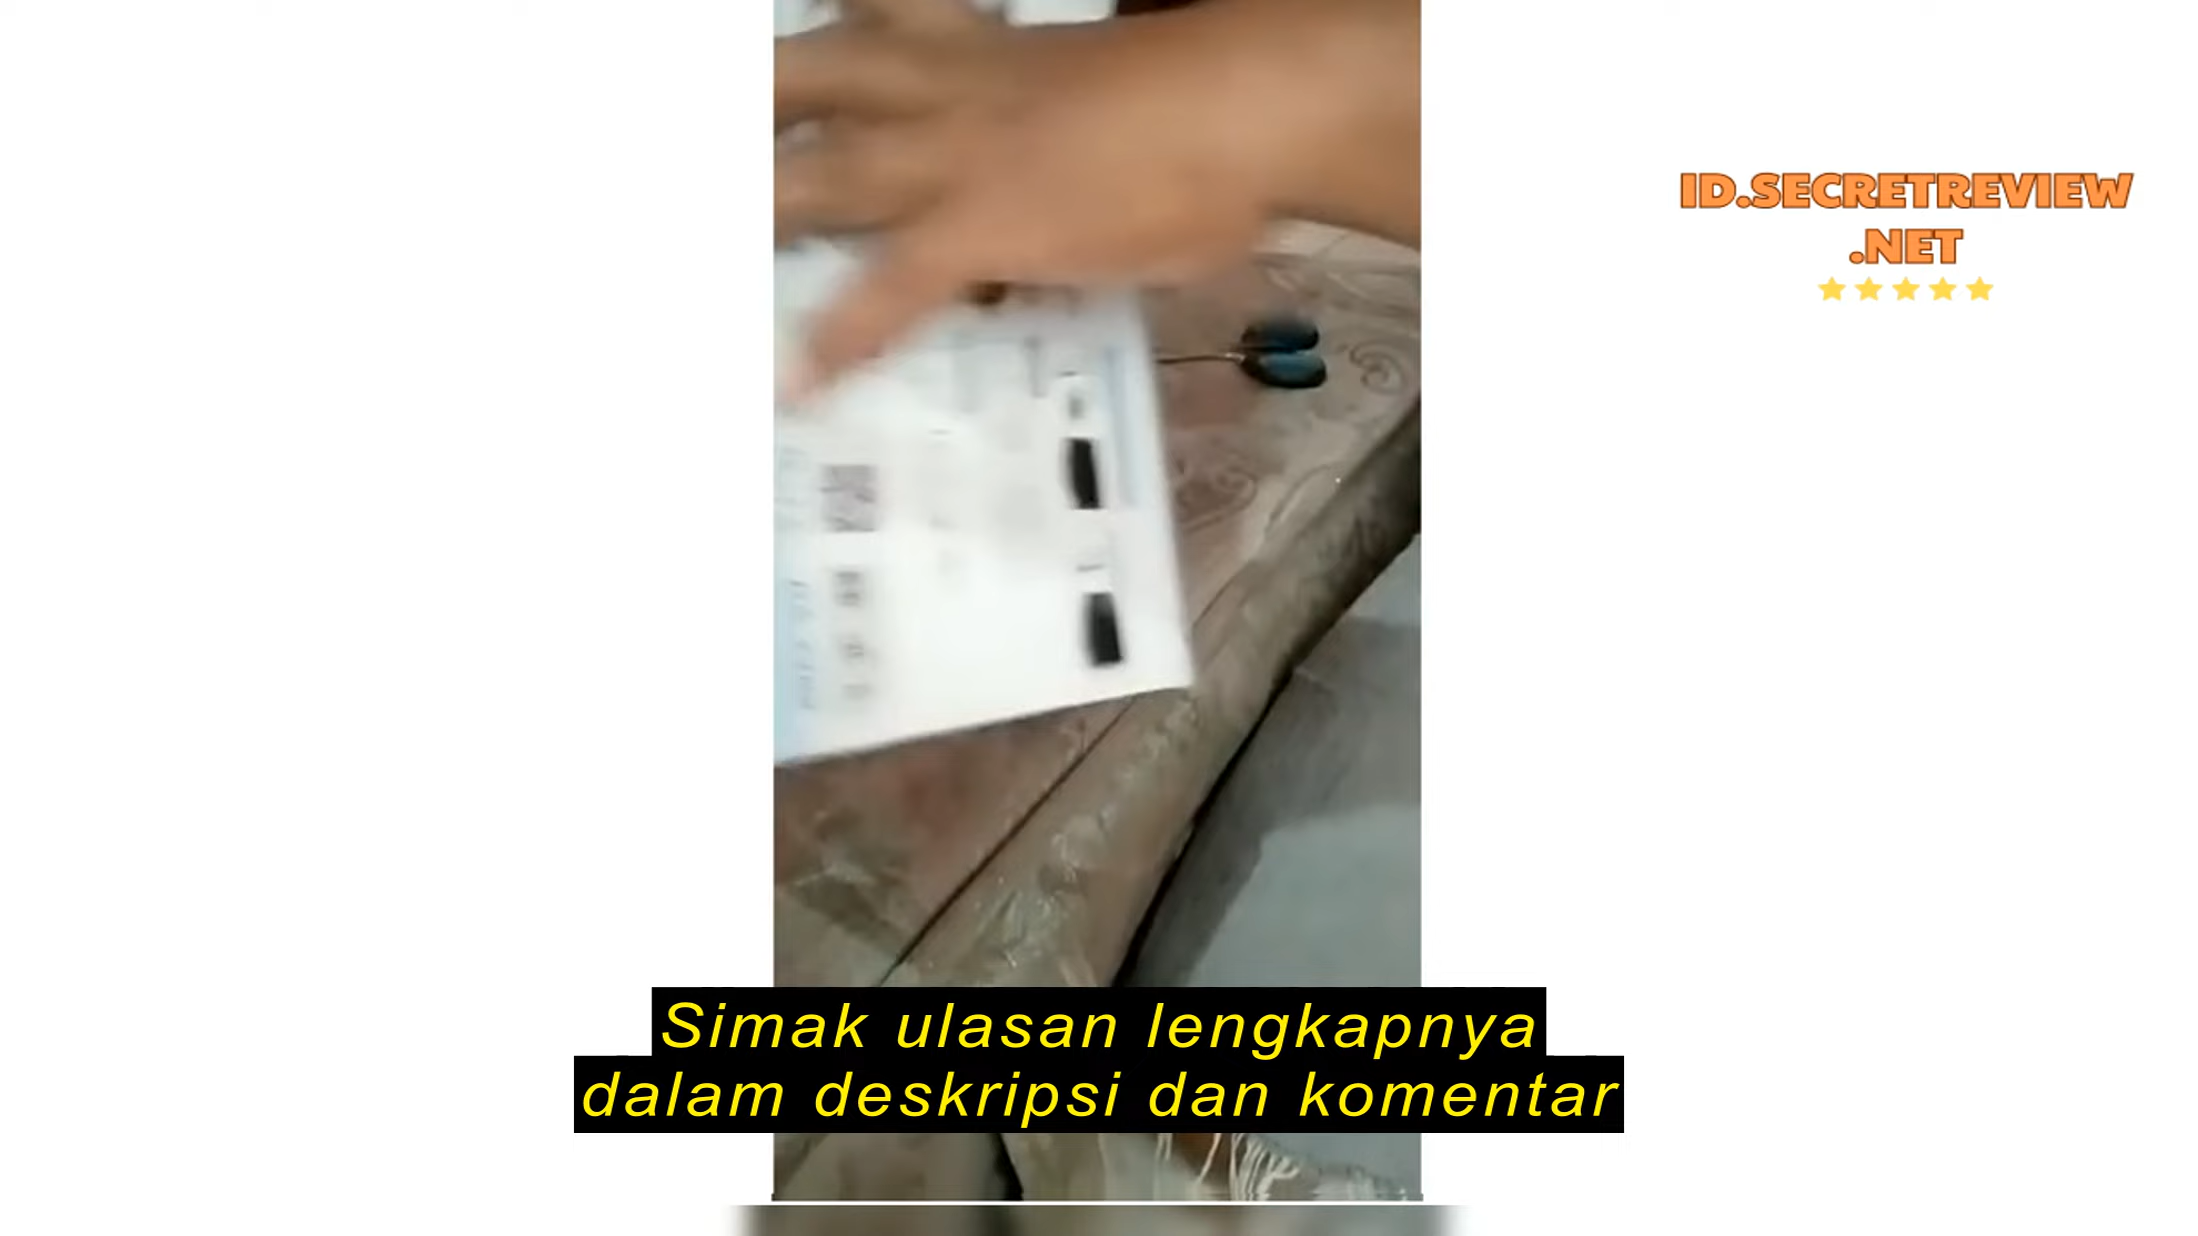 ID.SECRETREVIEW
.NET
Simak ulasan lengkapnya
dalam deskripsi dan komentar